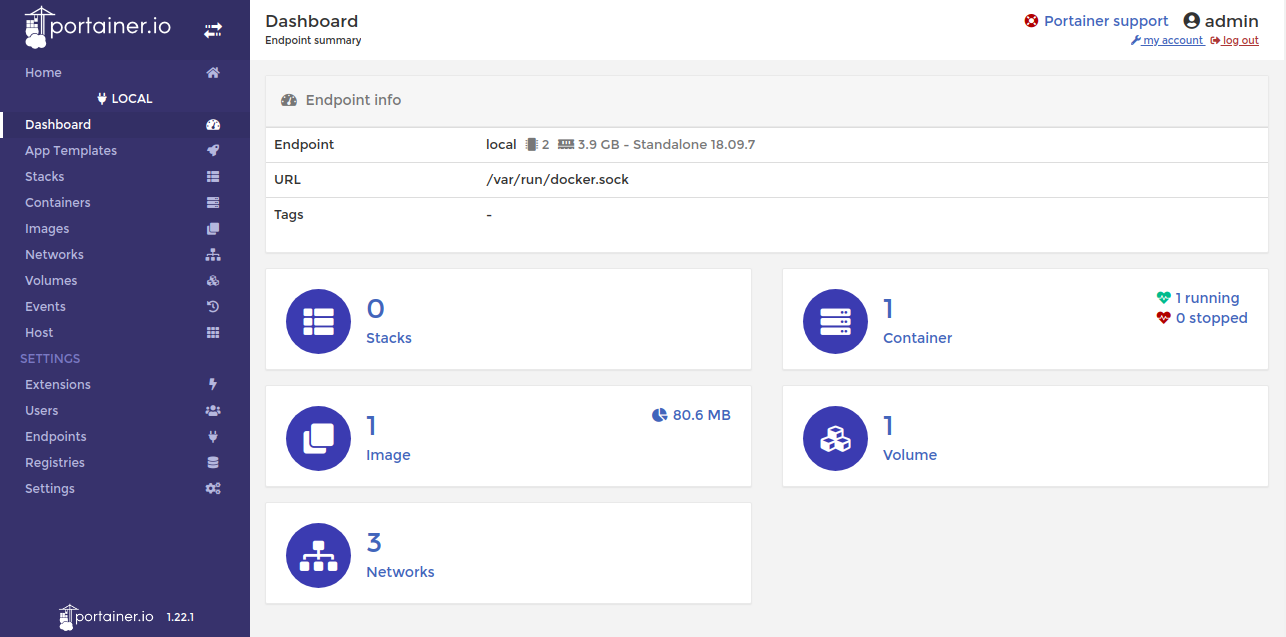 portainer.io
Home
LOCAL
Dashboard
App Templates
Stacks
Containers
Images
Networks
Volumes
Events
Host
SETTINGS
Extensions
Users
Endpoints
Registries
Settings
portainer.io 1.22.1
Dashboard
Endpoint summary
Portainer support admin
my account log out
Endpoint info
Endpoint local 2 3.9 GB - Standalone 18.09.7
URL /var/run/docker.sock
Tags -
0
Stacks
1
Container
1 running
0 stopped
1
Image
80.6 MB
1
Volume
3
Networks